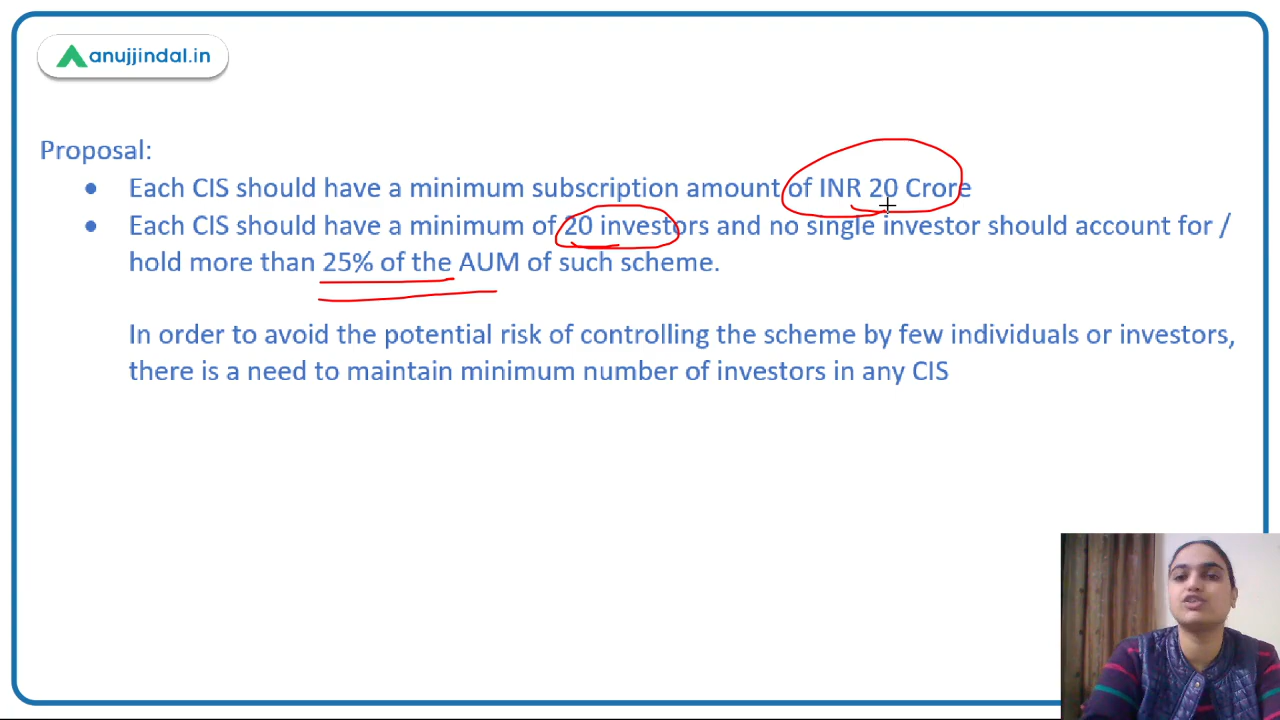 anujjindal.in
Proposal:
● Each CIS should have a minimum subscription amount of INR 20 Crore
● Each CIS should have a minimum of 20 investors and no single investor should account for /
hold more than 25% of the AUM of such scheme.
In order to avoid the potential risk of controlling the scheme by few individuals or investors,
there is a need to maintain minimum number of investors in any CIS